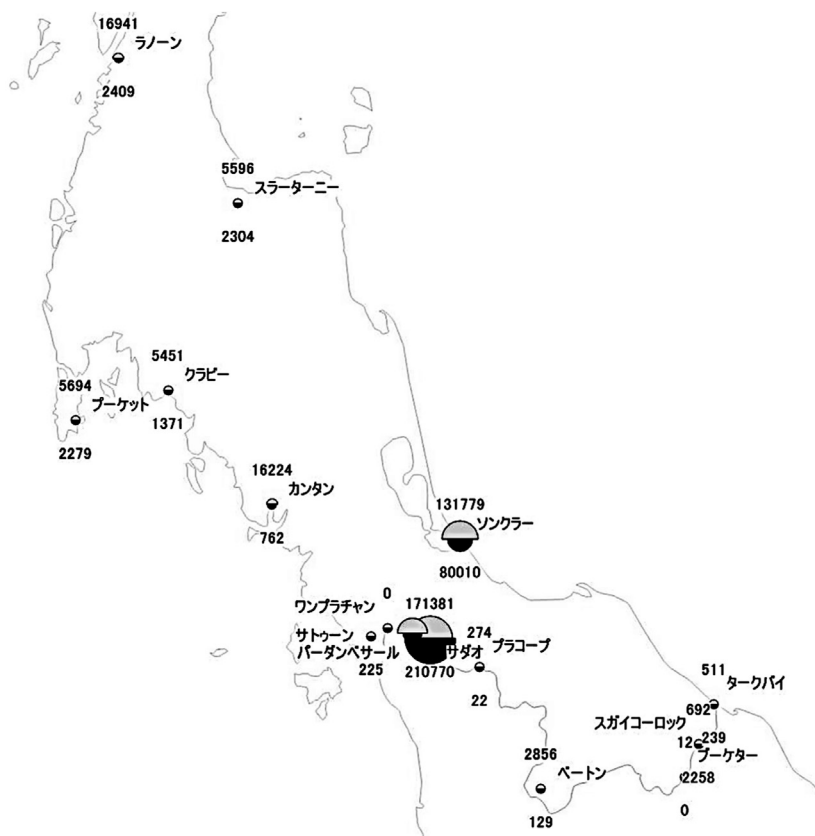 16941
ラノーン
2409
5596
スラーターニー
2304
5451
クラビー
5694
プーケット
1371
2279
16224
カンタン
762
131779
ソンクラー
80010
0
ワンプラチャン
171381
サトゥーン
274
プラコープ
パーダンベサール
サダオ
225
210770
22
511
タークバイ
692
スガイコーロック
12
239
ブーケター
2856
ベートン
2258
129
0